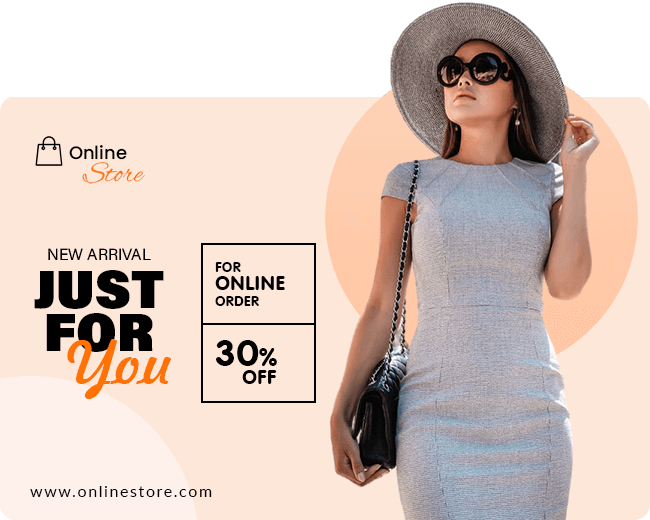 Online
Store
NEW ARRIVAL
JUST
FOR
You
FOR
ONLINE
ORDER
30%
OFF
www.onlinestore.com